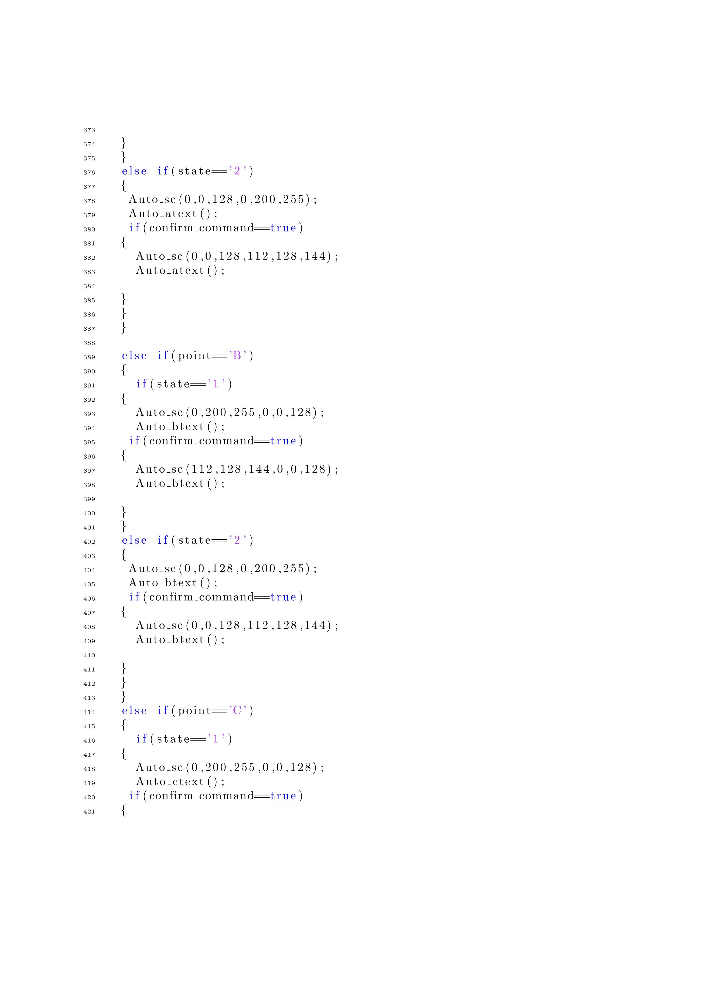 373
374 }
375 }
376 else if(state=='2')
377 {
378 Auto_sc(0,0,128,0,200,255);
379 Auto_atext();
380 if(confirm_command==true)
381 {
382 Auto_sc(0,0,128,112,128,144);
383 Auto_atext();
384
385 }
386 }
387 }
388
389 else if(point=='B')
390 {
391 if(state=='1')
392 {
393 Auto_sc(0,200,255,0,0,128);
394 Auto_btext();
395 if(confirm_command==true)
396 {
397 Auto_sc(112,128,144,0,0,128);
398 Auto_btext();
399
400 }
401 }
402 else if(state=='2')
403 {
404 Auto_sc(0,0,128,0,200,255);
405 Auto_btext();
406 if(confirm_command==true)
407 {
408 Auto_sc(0,0,128,112,128,144);
409 Auto_btext();
410
411 }
412 }
413 }
414 else if(point=='C')
415 {
416 if(state=='1')
417 {
418 Auto_sc(0,200,255,0,0,128);
419 Auto_ctext();
420 if(confirm_command==true)
421 {